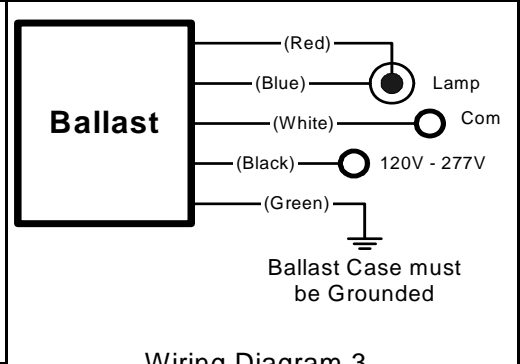 Ballast
(Red)
(Blue)
Lamp
(White)
Com
(Black)
120V - 277V
(Green)
Ballast Case must
be Grounded
Wiring Diagram 3